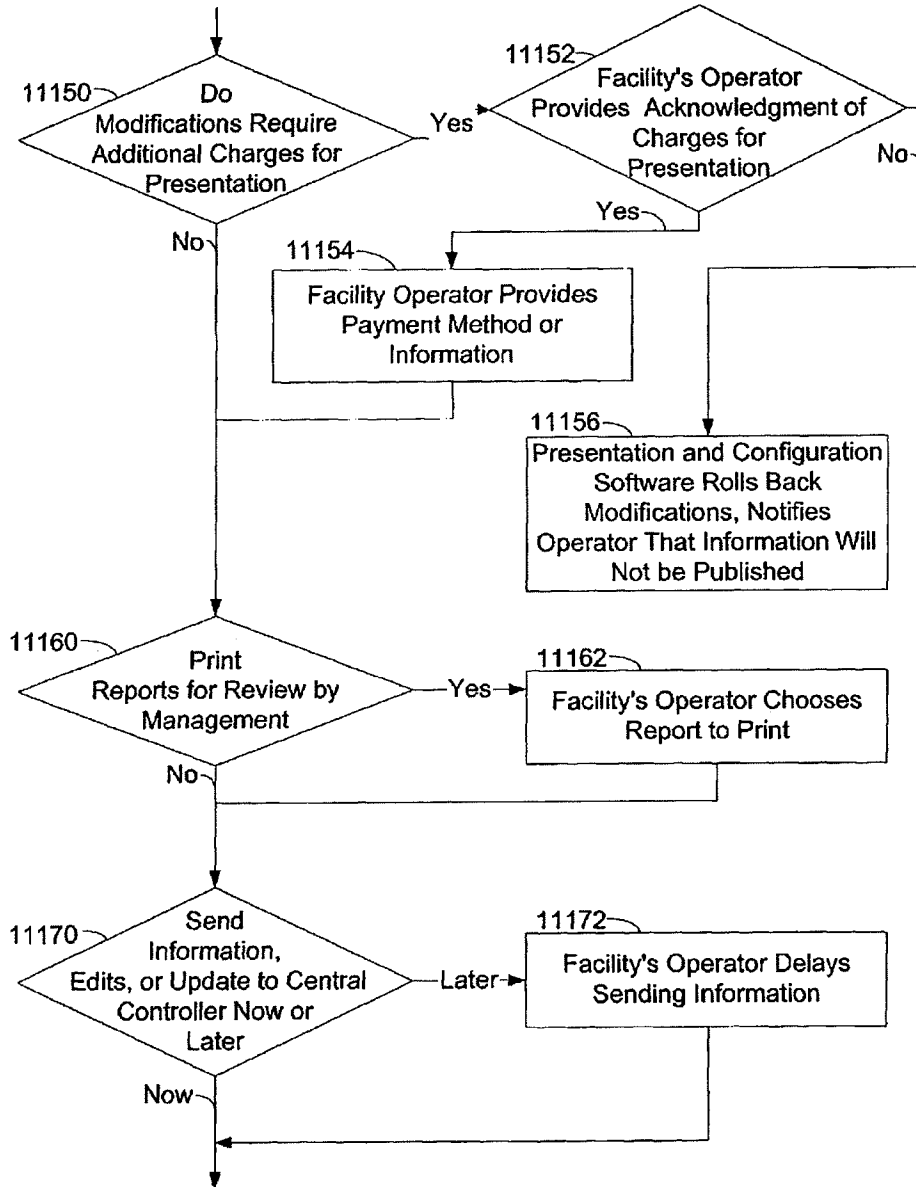 11150
Do
Modifications Require
Additional Charges for
Presentation
Yes
No
11152
Facility's Operator
Provides Acknowledgment of
Charges for
Presentation
No
Yes
11154
Facility Operator Provides
Payment Method or
Information
11156
Presentation and Configuration
Software Rolls Back
Modifications, Notifies
Operator That Information Will
Not be Published
11160
Print
Reports for Review by
Management
Yes
No
11162
Facility's Operator Chooses
Report to Print
11170
Send
Information,
Edits, or Update to Central
Controller Now or
Later
Later
Now
11172
Facility's Operator Delays
Sending Information